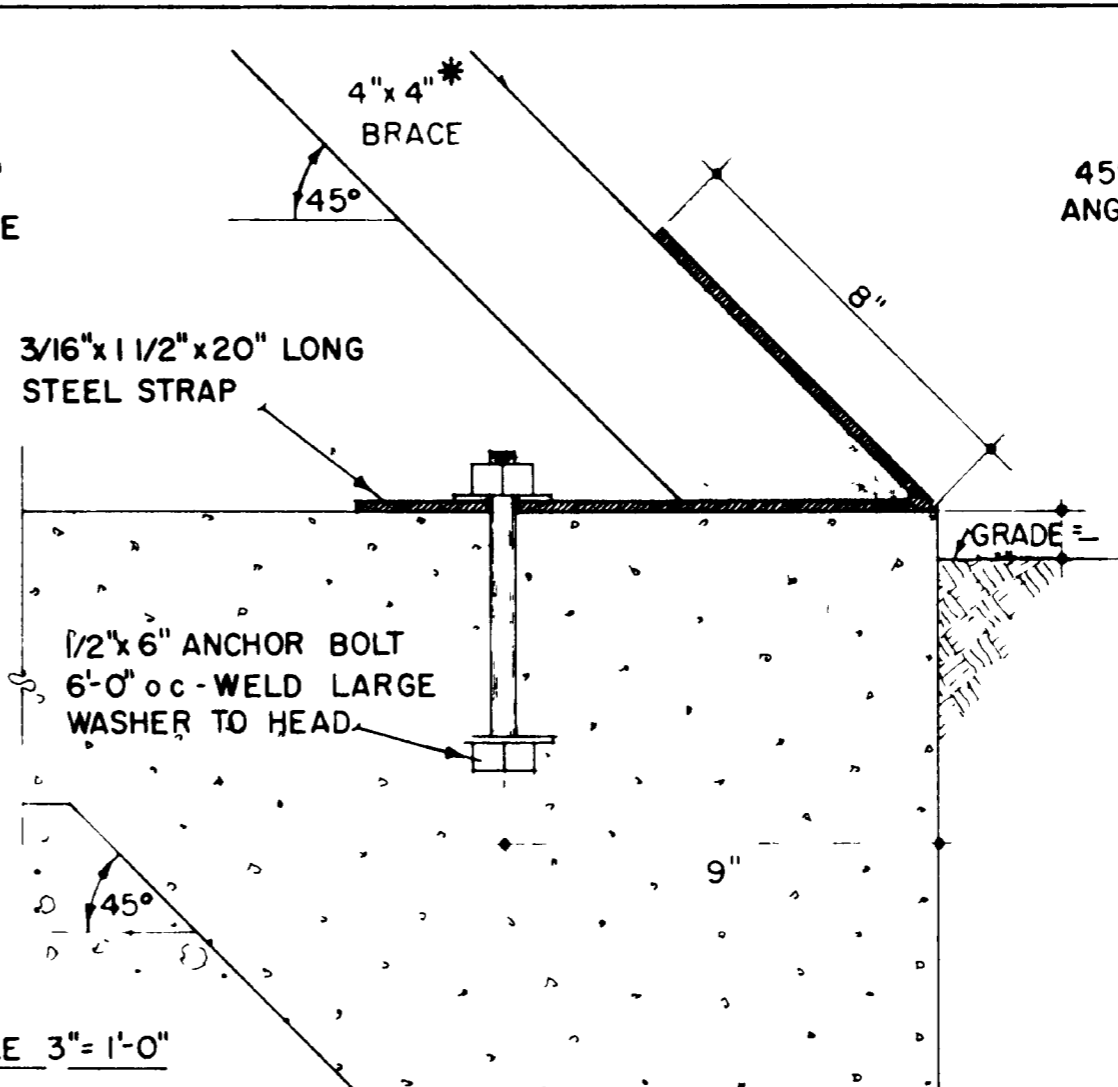 4"x 4"*
BRACE
45°
E
45°
ANG
8"
3/16"x 1 1/2"x 20" LONG
STEEL STRAP
GRADE =
1/2"x 6" ANCHOR BOLT
6'-0" o c - WELD LARGE
WASHER TO HEAD
9"
45°
E 3"= 1'-0"